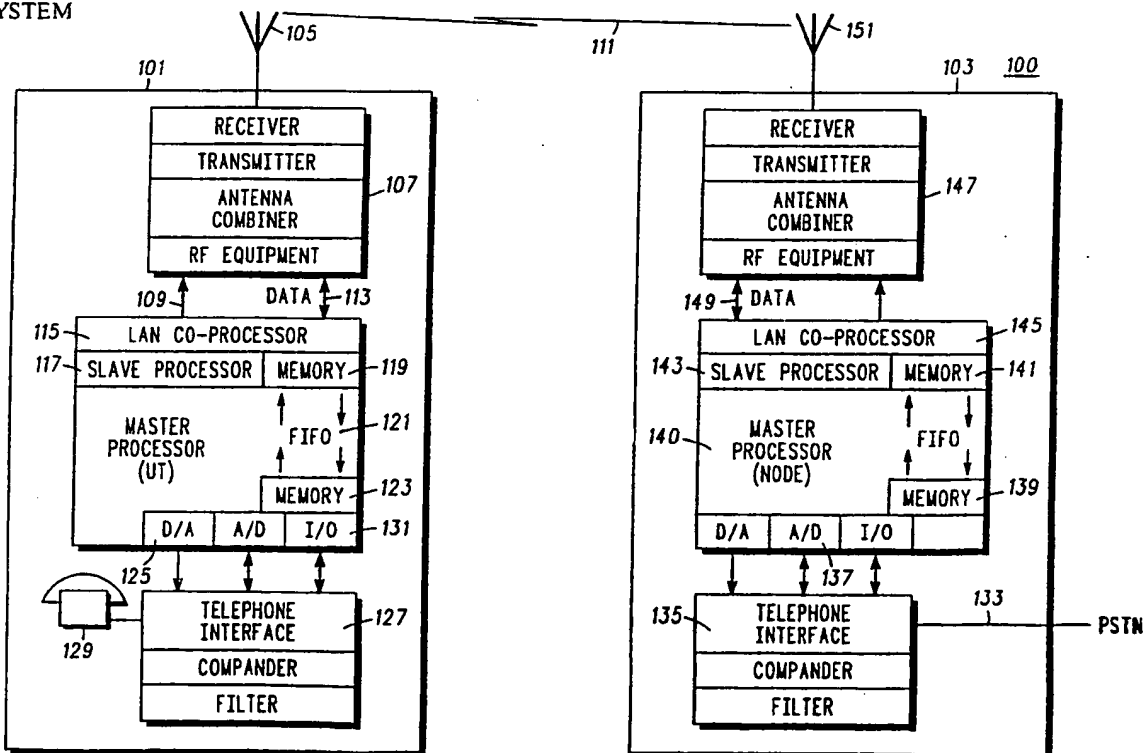 YSTEM
105
111
151
101
103
100
RECEIVER
TRANSMITTER
ANTENNA
COMBINER
RF EQUIPMENT
107
109
DATA
113
115
LAN CO-PROCESSOR
117
SLAVE PROCESSOR
MEMORY
119
MASTER
PROCESSOR
(UT)
FIFO
121
MEMORY
123
D/A
A/D
I/O
131
125
129
TELEPHONE
INTERFACE
127
COMPANDER
FILTER
RECEIVER
TRANSMITTER
ANTENNA
COMBINER
RF EQUIPMENT
147
149
DATA
LAN CO-PROCESSOR
145
143
SLAVE PROCESSOR
MEMORY
141
140
MASTER
PROCESSOR
(NODE)
FIFO
MEMORY
139
D/A
A/D
I/O
137
135
TELEPHONE
INTERFACE
133
PSTN
COMPANDER
FILTER